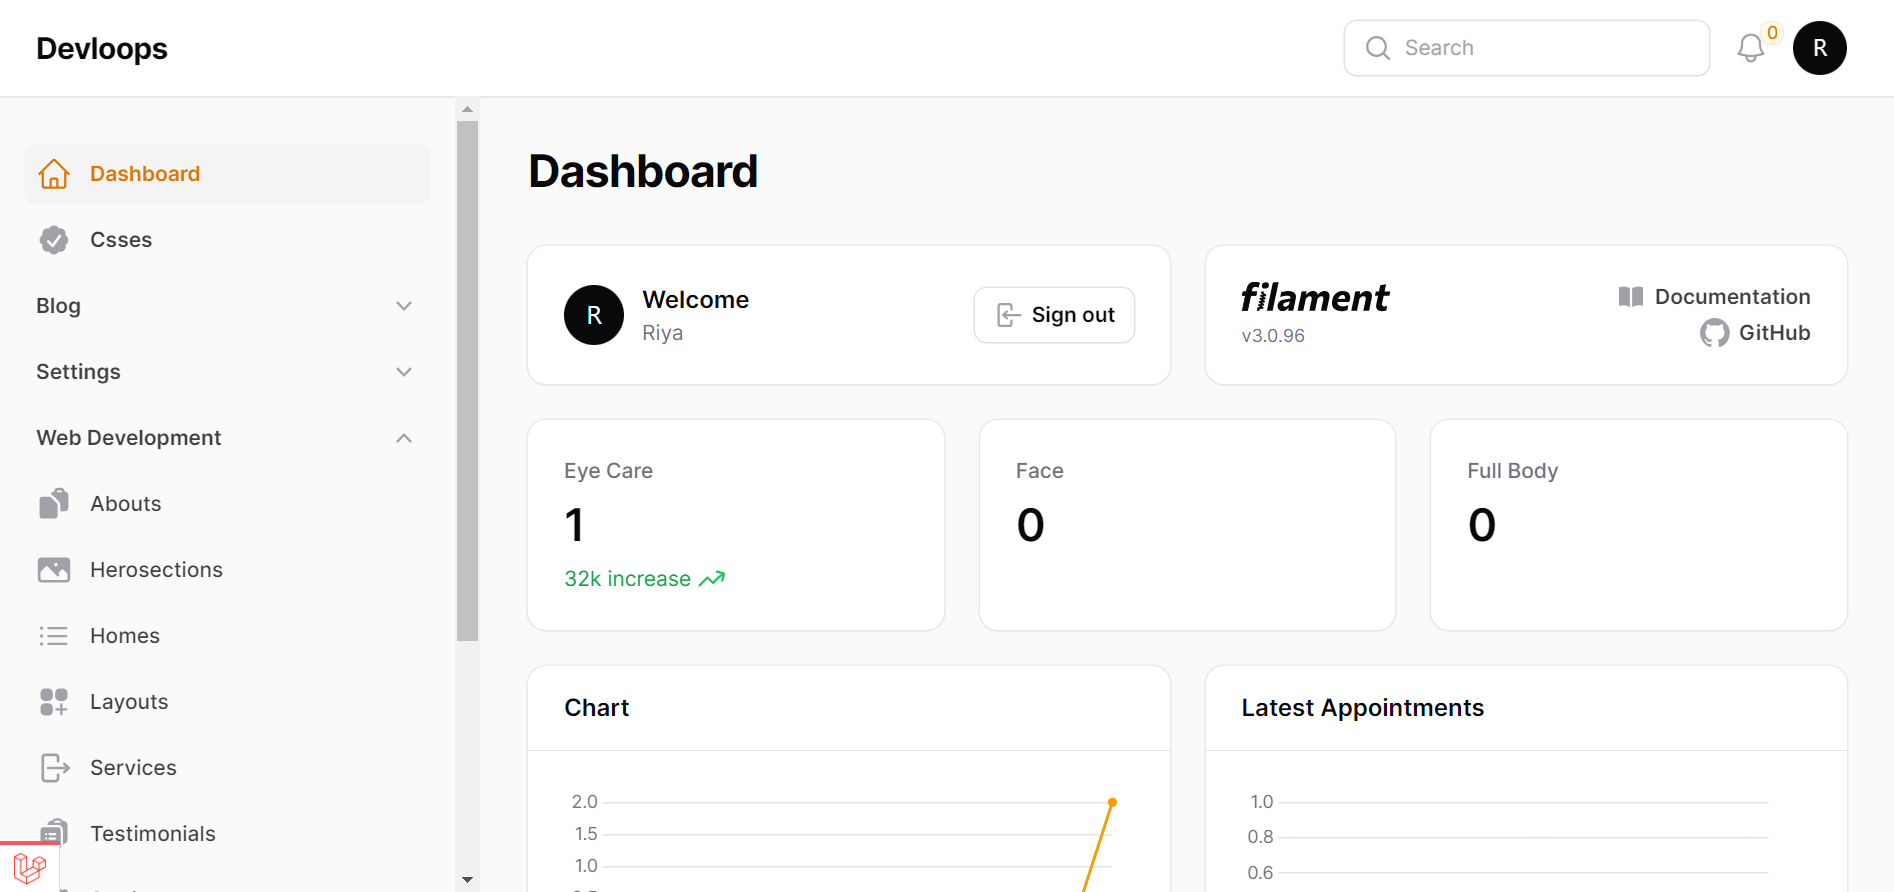 Devloops
Search
0
R
Dashboard
Csses
Blog
Settings
Web Development
Abouts
Herosections
Homes
Layouts
Services
Testimonials
Dashboard
R
Welcome
Riya
Sign out
filament
v3.0.96
Documentation
GitHub
Eye Care
1
32k increase
Face
0
Full Body
0
Chart
2.0
1.5
1.0
Latest Appointments
1.0
0.8
0.6